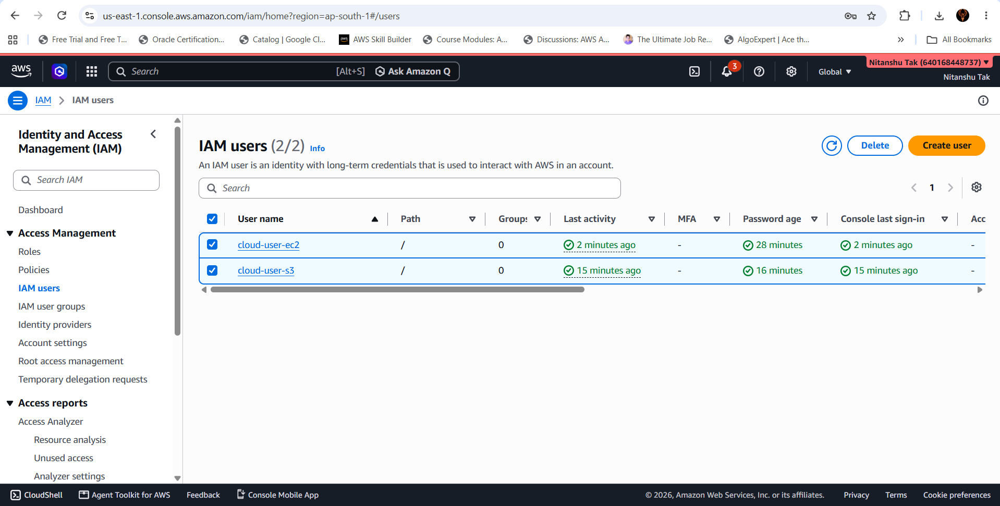 us-east-1.console.aws.amazon.com/iam/home?region=ap-south-1#/users
Free Trial and Free T... Oracle Certification... Catalog | Google Cl... aws AWS Skill Builder Course Modules: A... Discussions: AWS A... The Ultimate Job Re... AlgoExpert | Ace th... » All Bookmarks
aws Search [Alt+S] Ask Amazon Q 3 Global Nitanshu Tak (640168448737)
Nitanshu Tak
IAM IAM users
Identity and Access
Management (IAM)
Search IAM
Dashboard
Access Management
Roles
Policies
IAM users
IAM user groups
Identity providers
Account settings
Root access management
Temporary delegation requests
Access reports
Access Analyzer
Resource analysis
Unused access
Analyzer settings
IAM users (2/2) Info
Delete Create user
An IAM user is an identity with long-term credentials that is used to interact with AWS in an account.
Search
1
User name Path Groups Last activity MFA Password age Console last sign-in Acc
cloud-user-ec2 / 0 2 minutes ago - 28 minutes 2 minutes ago -
cloud-user-s3 / 0 15 minutes ago - 16 minutes 15 minutes ago -
CloudShell Agent Toolkit for AWS Feedback Console Mobile App © 2026, Amazon Web Services, Inc. or its affiliates. Privacy Terms Cookie preferences